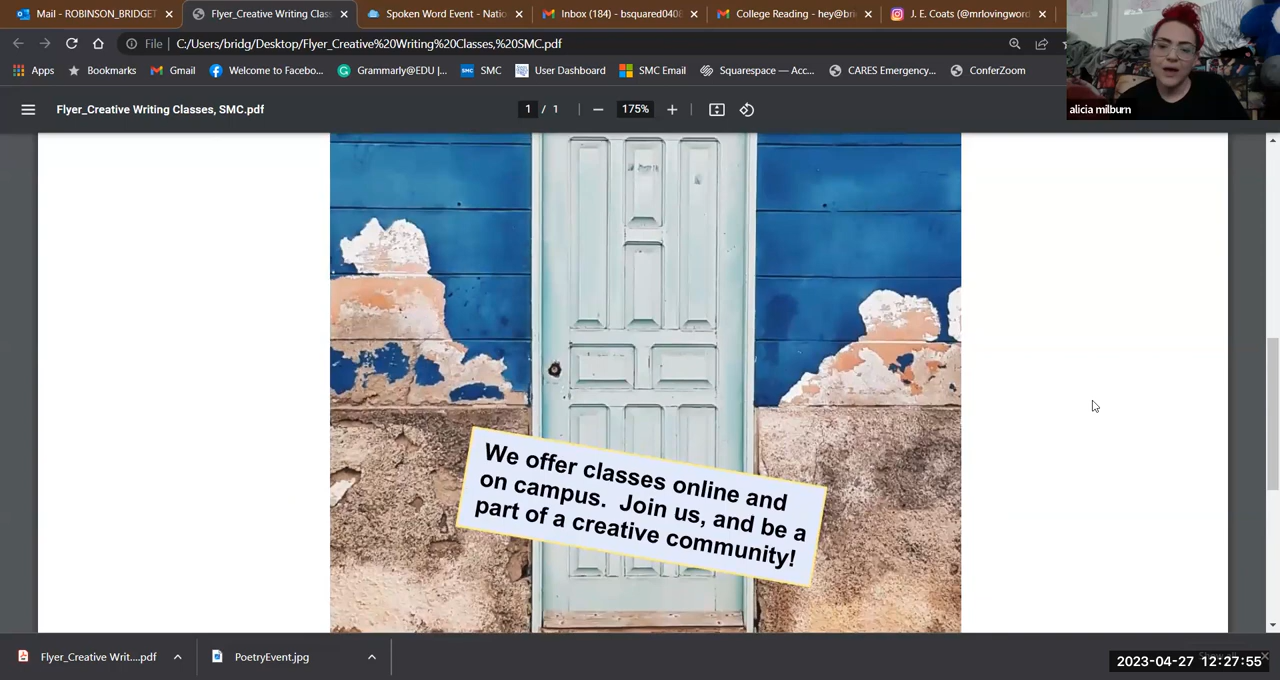 Mail - ROBINSON_BRIDGET
Flyer_Creative Writing Clas
Spoken Word Event - Natio
Inbox (184) - bsquared040
College Reading - hey@bri
J. E. Coats (@mrlovingword
File
C:/Users/bridg/Desktop/Flyer_Creative%20Writing%20Classes,%20SMC.pdf
Apps
Bookmarks
Gmail
Welcome to Facebo...
Grammarly@EDU |...
SMC
User Dashboard
SMC Email
Squarespace — Acc...
CARES Emergency...
ConferZoom
alicia milburn
Flyer_Creative Writing Classes, SMC.pdf
1 / 1
175%
We offer classes online and
on campus. Join us, and be a
part of a creative community!
Flyer_Creative Writ....pdf
PoetryEvent.jpg
2023-04-27 12:27:55